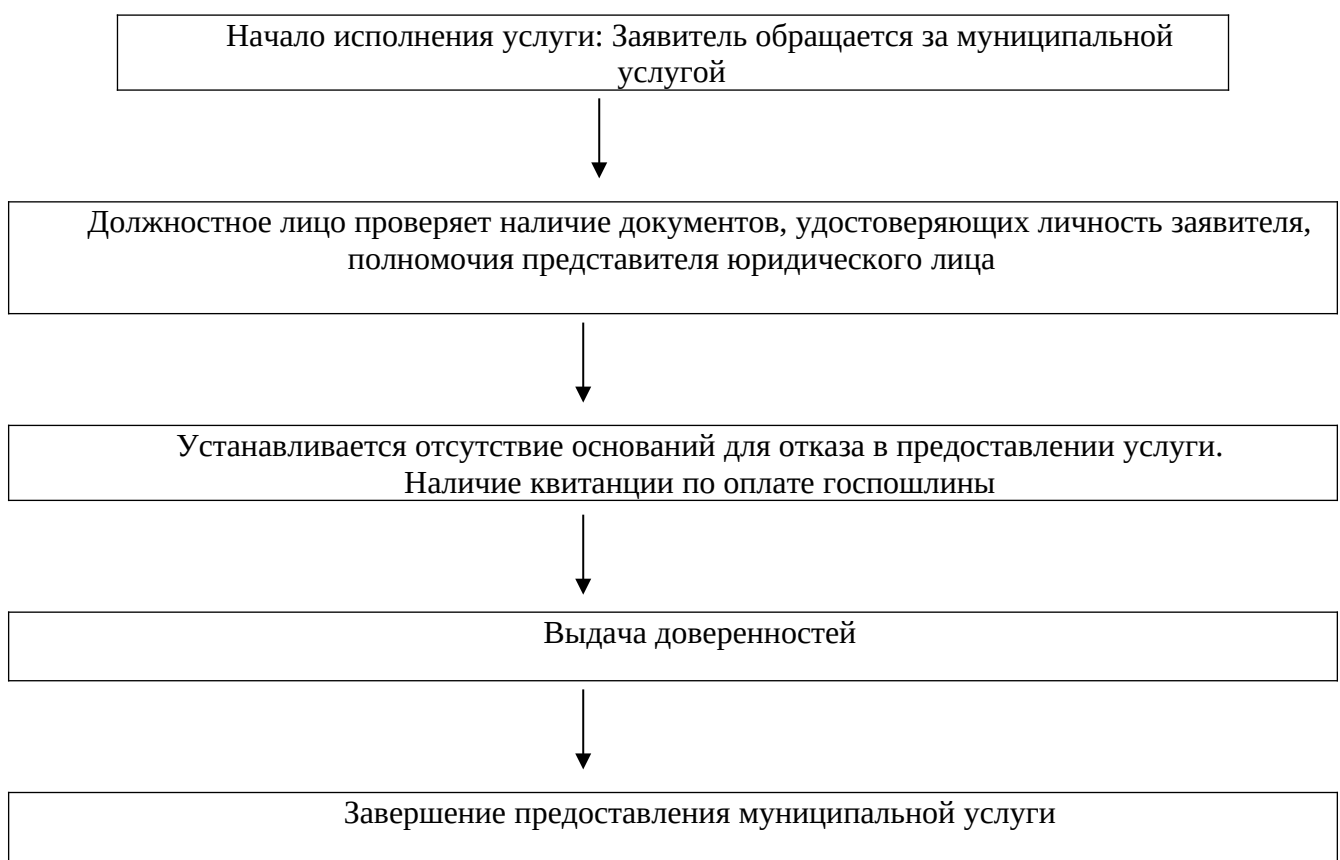 Начало исполнения услуги: Заявитель обращается за муниципальной
услугой
Должностное лицо проверяет наличие документов, удостоверяющих личность заявителя,
полномочия представителя юридического лица
Устанавливается отсутствие оснований для отказа в предоставлении услуги.
Наличие квитанции по оплате госпошлины
Выдача доверенностей
Завершение предоставления муниципальной услуги